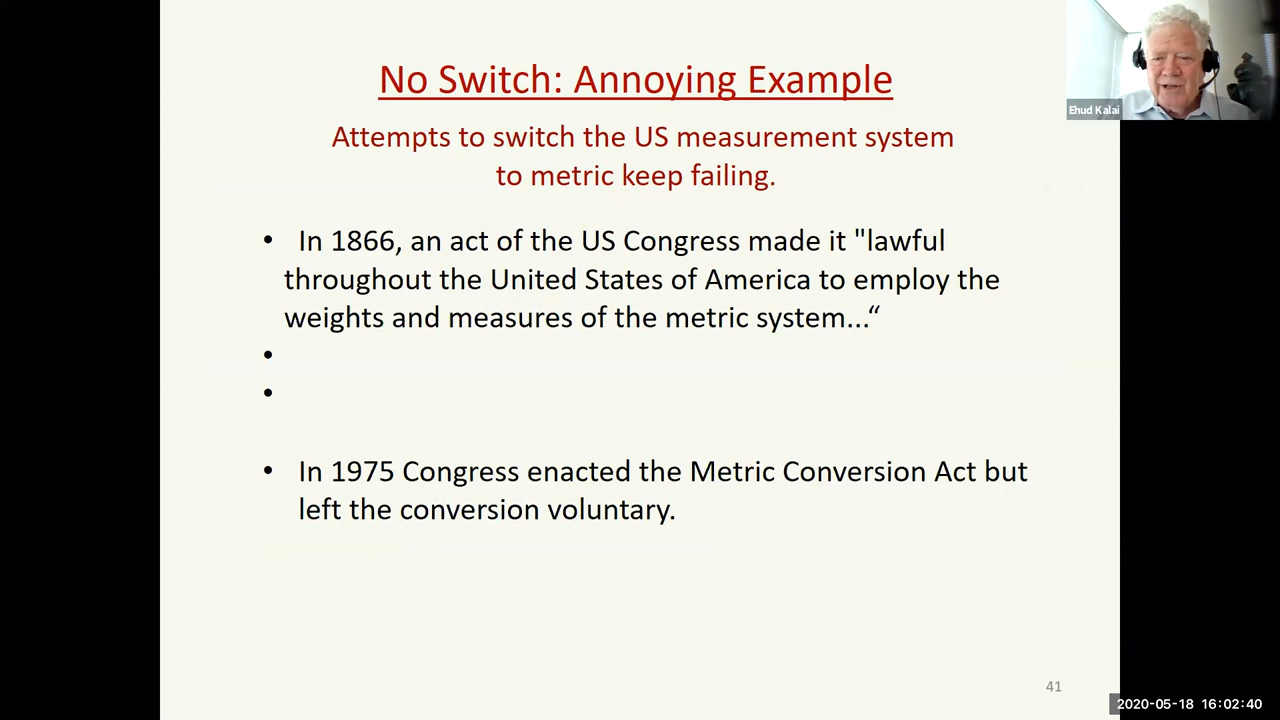 No Switch: Annoying Example
Attempts to switch the US measurement system
to metric keep failing.
• In 1866, an act of the US Congress made it "lawful
throughout the United States of America to employ the
weights and measures of the metric system...“
•
•
• In 1975 Congress enacted the Metric Conversion Act but
left the conversion voluntary.
41
Ehud Kalai
2020-05-18 16:02:40